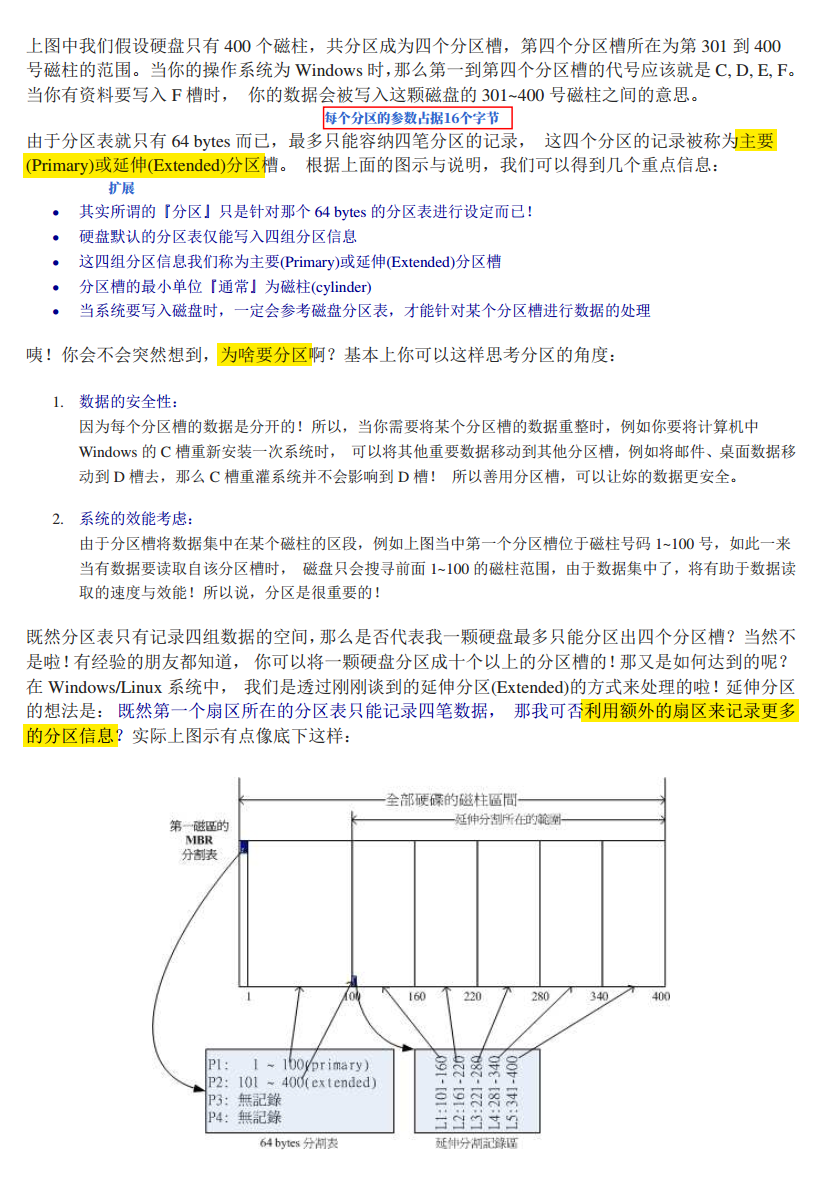 上图中我们假设硬盘只有 400 个磁柱，共分区成为四个分区槽，第四个分区槽所在为第 301 到 400
号磁柱的范围。当你的操作系统为 Windows 时，那么第一到第四个分区槽的代号应该就是 C, D, E, F。
当你有资料要写入 F 槽时， 你的数据会被写入这颗磁盘的 301~400 号磁柱之间的意思。
每个分区的参数占据16个字节
由于分区表就只有 64 bytes 而已，最多只能容纳四笔分区的记录， 这四个分区的记录被称为主要
(Primary)或延伸(Extended)分区槽。 根据上面的图示与说明，我们可以得到几个重点信息：
扩展
• 其实所谓的『分区』只是针对那个 64 bytes 的分区表进行设定而已！
• 硬盘默认的分区表仅能写入四组分区信息
• 这四组分区信息我们称为主要(Primary)或延伸(Extended)分区槽
• 分区槽的最小单位『通常』为磁柱(cylinder)
• 当系统要写入磁盘时，一定会参考磁盘分区表，才能针对某个分区槽进行数据的处理
咦！你会不会突然想到，为啥要分区啊？基本上你可以这样思考分区的角度：
1. 数据的安全性：
因为每个分区槽的数据是分开的！所以，当你需要将某个分区槽的数据重整时，例如你要将计算机中
Windows 的 C 槽重新安装一次系统时， 可以将其他重要数据移动到其他分区槽，例如将邮件、桌面数据移
动到 D 槽去，那么 C 槽重灌系统并不会影响到 D 槽！ 所以善用分区槽，可以让妳的数据更安全。
2. 系统的效能考虑：
由于分区槽将数据集中在某个磁柱的区段，例如上图当中第一个分区槽位于磁柱号码 1~100 号，如此一来
当有数据要读取自该分区槽时， 磁盘只会搜寻前面 1~100 的磁柱范围，由于数据集中了，将有助于数据读
取的速度与效能！所以说，分区是很重要的！
既然分区表只有记录四组数据的空间，那么是否代表我一颗硬盘最多只能分区出四个分区槽？当然不
是啦！有经验的朋友都知道， 你可以将一颗硬盘分区成十个以上的分区槽的！那又是如何达到的呢？
在 Windows/Linux 系统中， 我们是透过刚刚谈到的延伸分区(Extended)的方式来处理的啦！延伸分区
的想法是： 既然第一个扇区所在的分区表只能记录四笔数据， 那我可否利用额外的扇区来记录更多
的分区信息？实际上图示有点像底下这样：
全部硬碟的磁柱區間
延伸分割所在的範圍
第一磁區的
MBR
分割表
1 100 160 220 280 340 400
P1: 1 ~ 100(primary)
P2: 101 ~ 400(extended)
P3: 無記錄
P4: 無記錄
L1:101-160
L2:161-220
L3:221-280
L4:281-340
L5:341-400
64 bytes 分割表
延伸分割記錄區